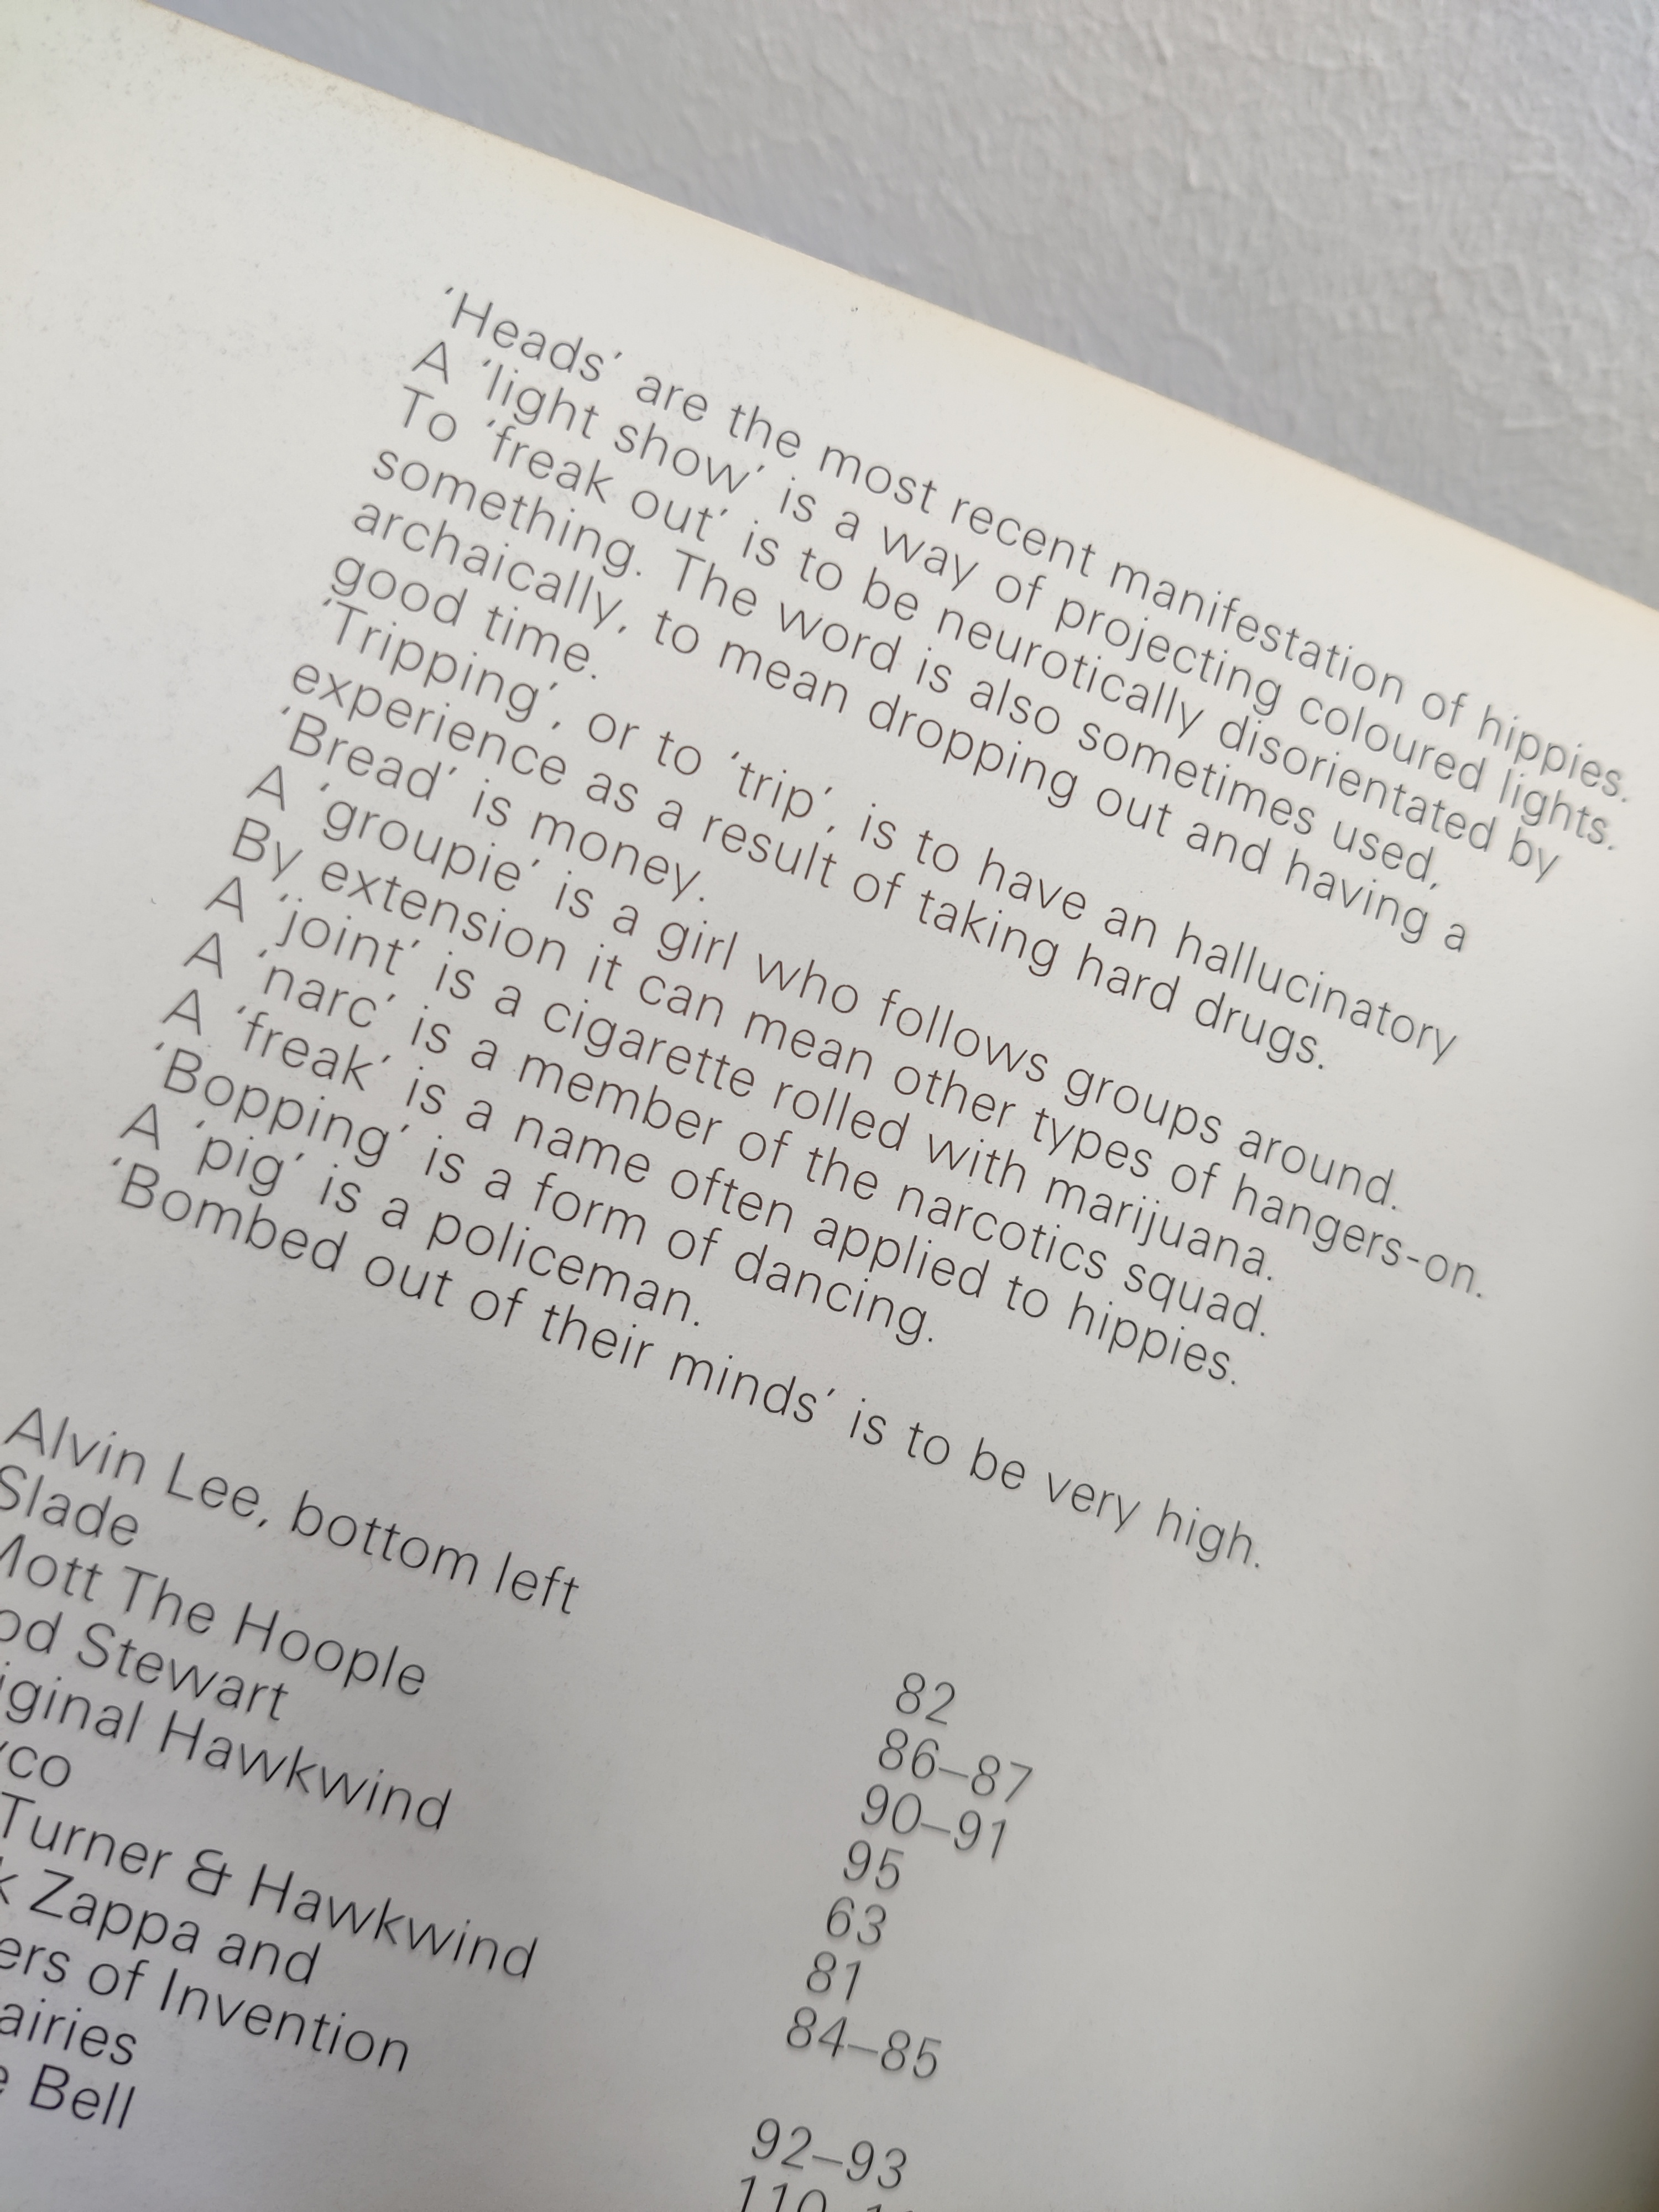 ‘Heads’ are the most recent manifestation of hippies.
A ‘light show’ is a way of projecting coloured lights.
To ‘freak out’ is to be neurotically disorientated by
something. The word is also sometimes used,
archaically, to mean dropping out and having a
good time.
‘Tripping’, or to ‘trip’, is to have an hallucinatory
experience as a result of taking hard drugs.
‘Bread’ is money.
A ‘groupie’ is a girl who follows groups around.
By extension it can mean other types of hangers-on.
A ‘joint’ is a cigarette rolled with marijuana.
A ‘narc’ is a member of the narcotics squad.
A ‘freak’ is a name often applied to hippies.
‘Bopping’ is a form of dancing.
A ‘pig’ is a policeman.
‘Bombed out of their minds’ is to be very high.
Alvin Lee, bottom left 82
Slade 86–87
Mott The Hoople 90–91
Stewart 95
Hawkwind 63
81
Turner & Hawkwind 84–85
Zappa and
of Invention 92–93
Bell